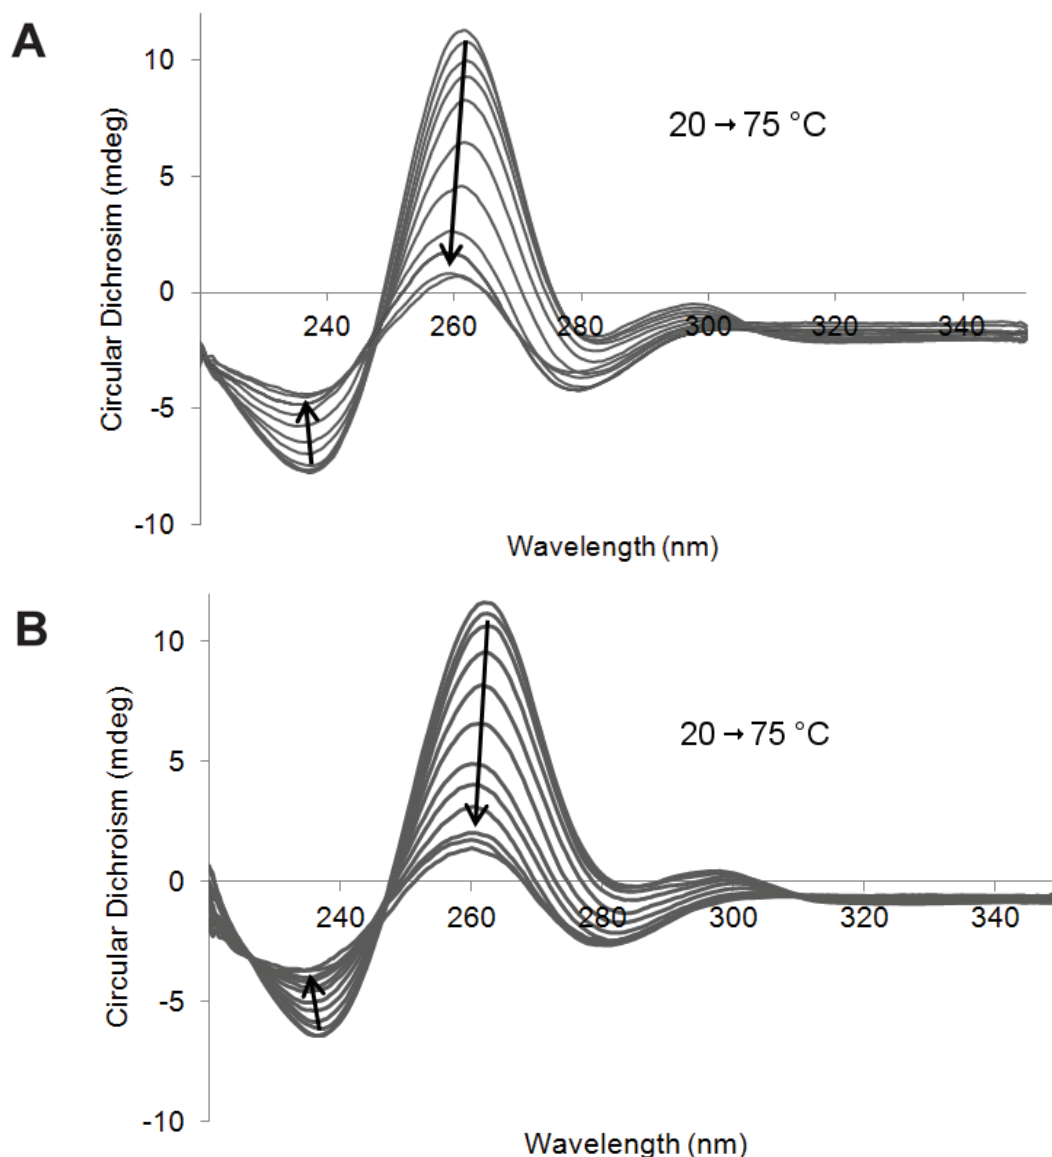 A
10
5
0
-5
-10
Circular Dichrosim (mdeg)
20 → 75 °C
240
260
280
300
320
340
Wavelength (nm)
B
10
5
0
-5
-10
Circular Dichroism (mdeg)
20 → 75 °C
240
260
280
300
320
340
Wavelength (nm)